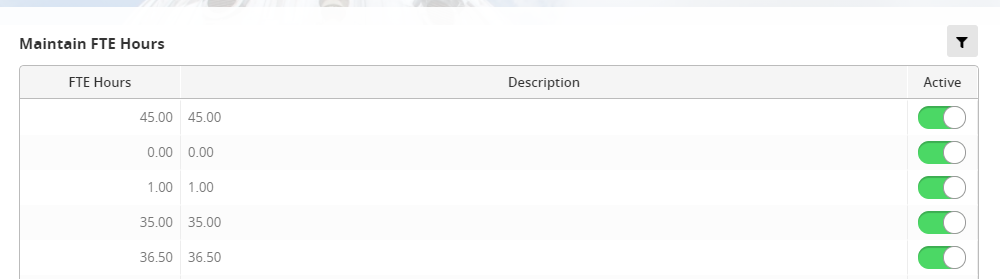 Maintain FTE Hours
FTE Hours Description Active
45.00 45.00
0.00 0.00
1.00 1.00
35.00 35.00
36.50 36.50